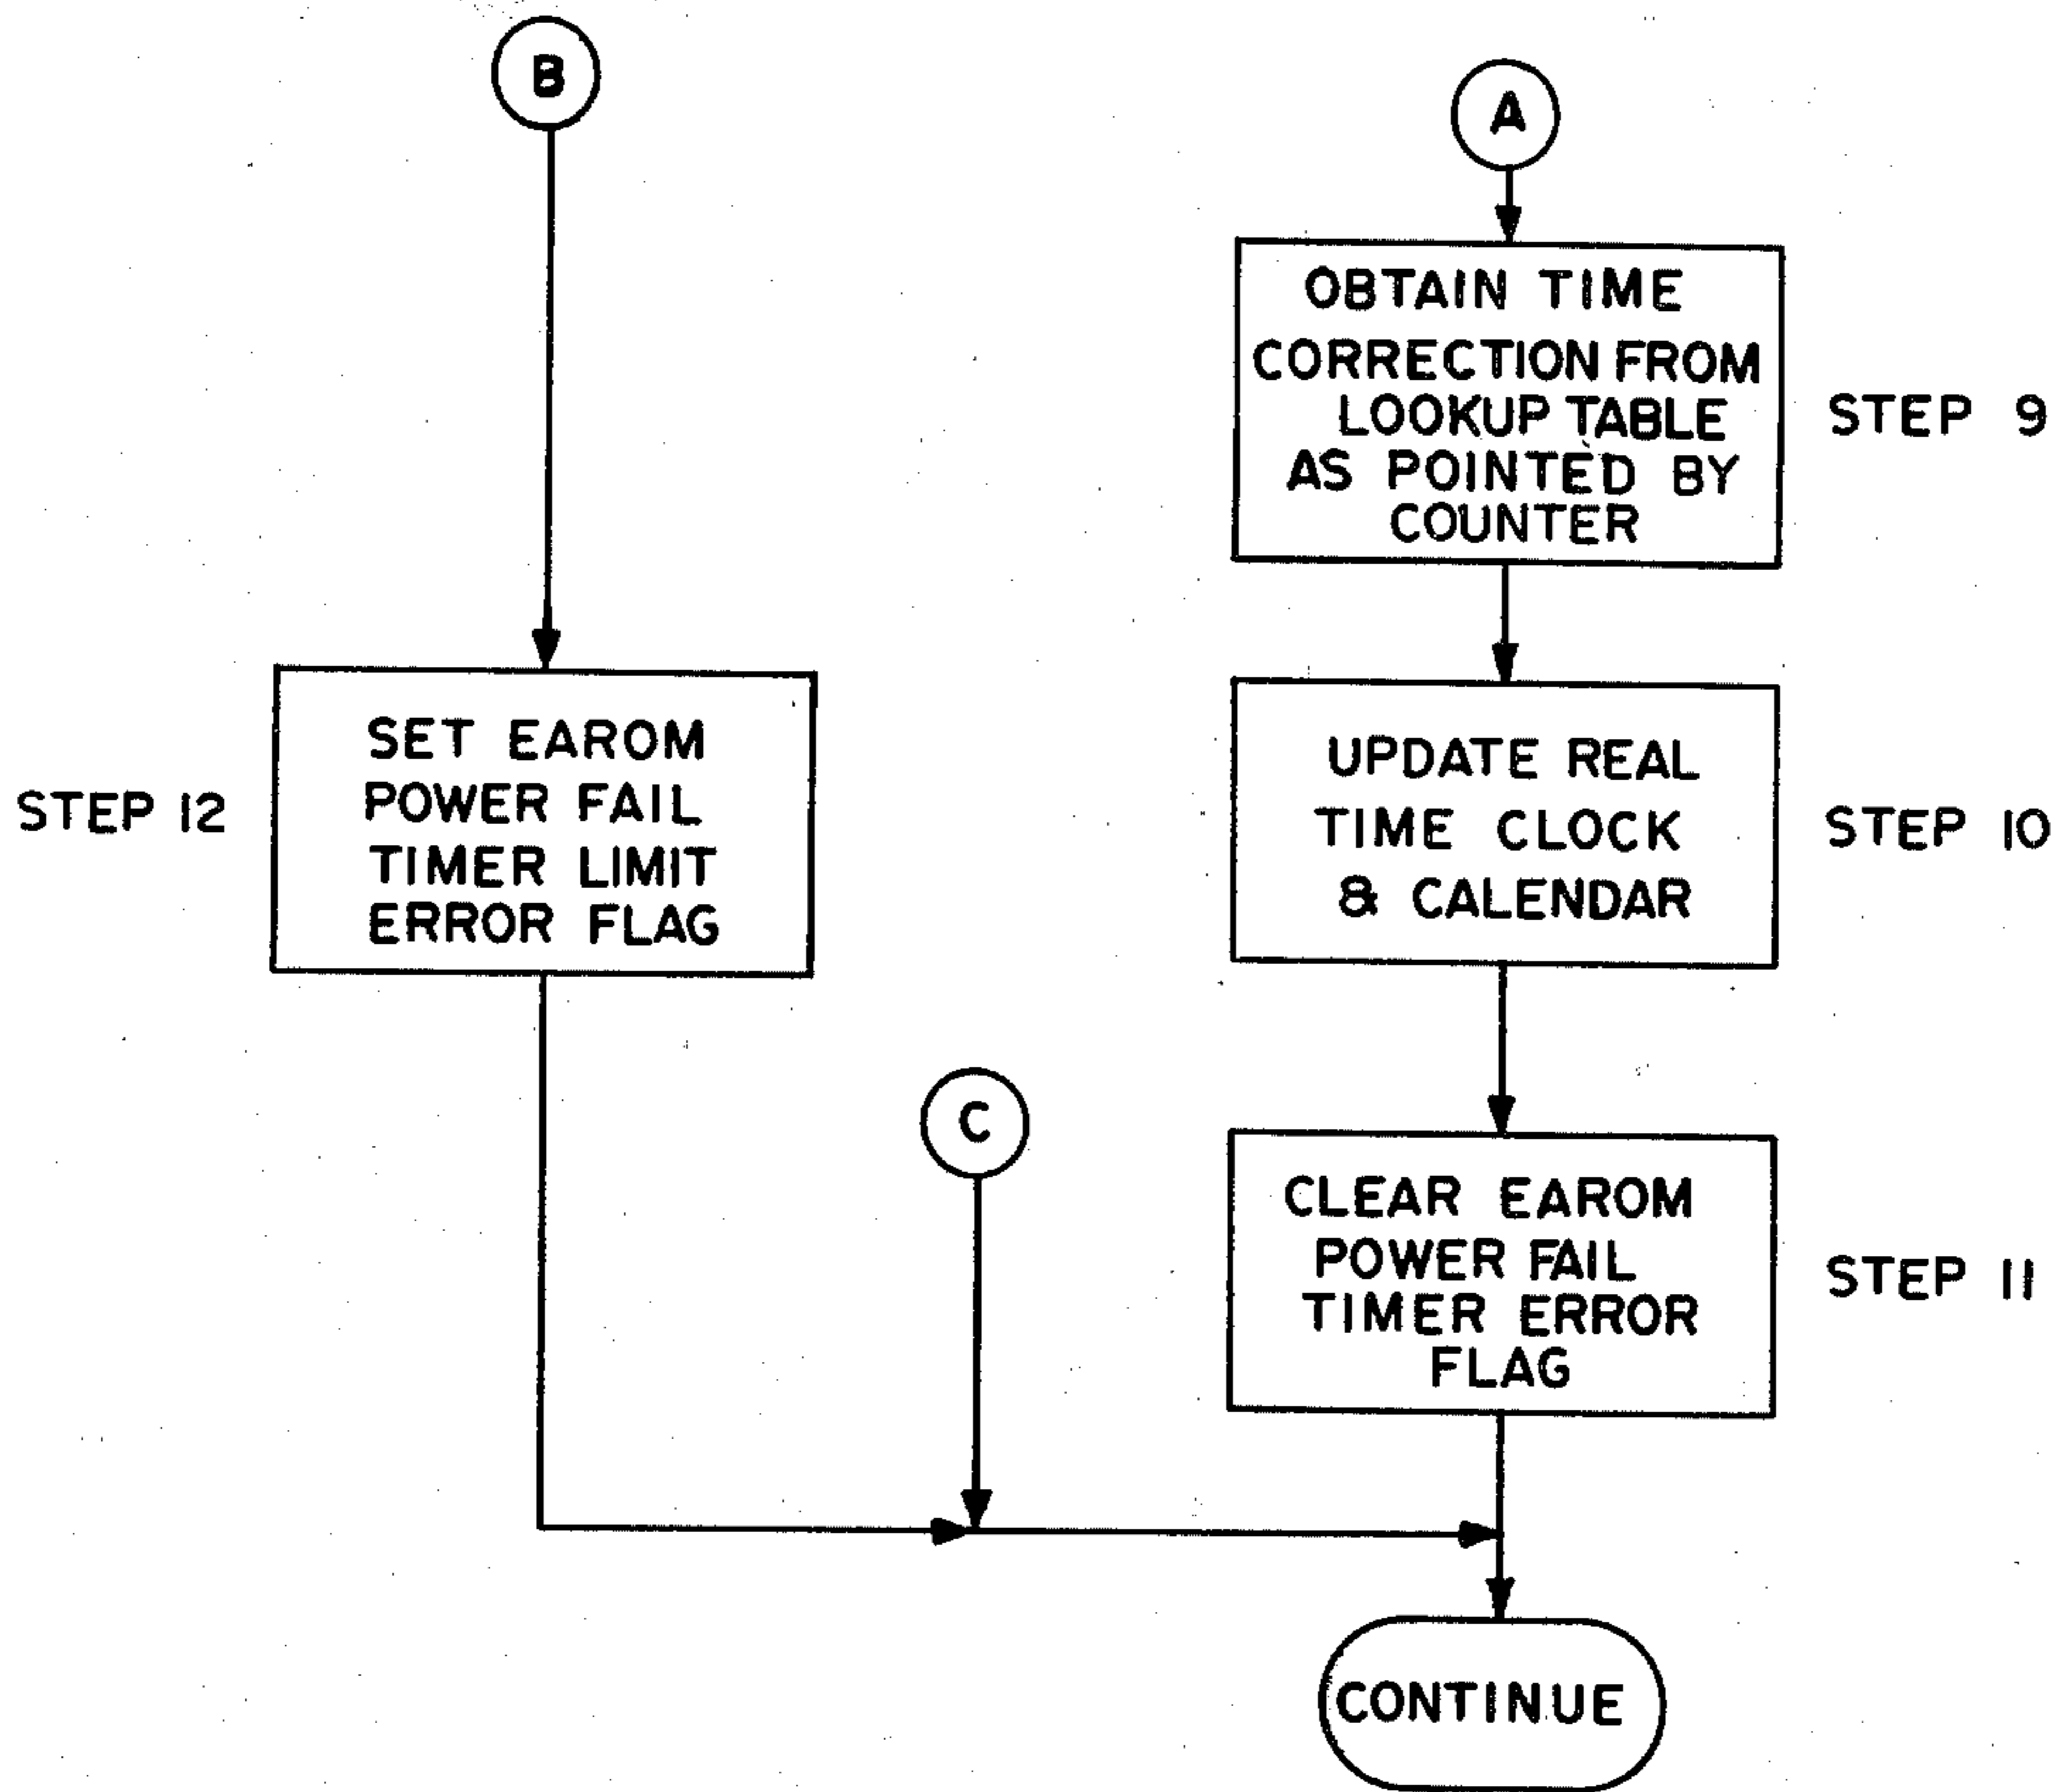 B
A
OBTAIN TIME
CORRECTION FROM
LOOKUP TABLE
AS POINTED BY
COUNTER
STEP 9
SET EAROM
POWER FAIL
TIMER LIMIT
ERROR FLAG
STEP 12
UPDATE REAL
TIME CLOCK
& CALENDAR
STEP 10
C
CLEAR EAROM
POWER FAIL
TIMER ERROR
FLAG
STEP 11
CONTINUE